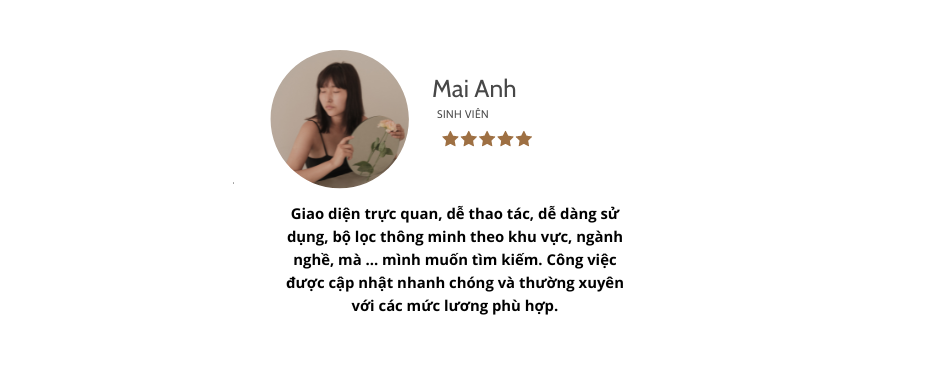 Mai Anh
SINH VIÊN
Giao diện trực quan, dễ thao tác, dễ dàng sử
dụng, bộ lọc thông minh theo khu vực, ngành
nghề, mà ... mình muốn tìm kiếm. Công việc
được cập nhật nhanh chóng và thường xuyên
với các mức lương phù hợp.